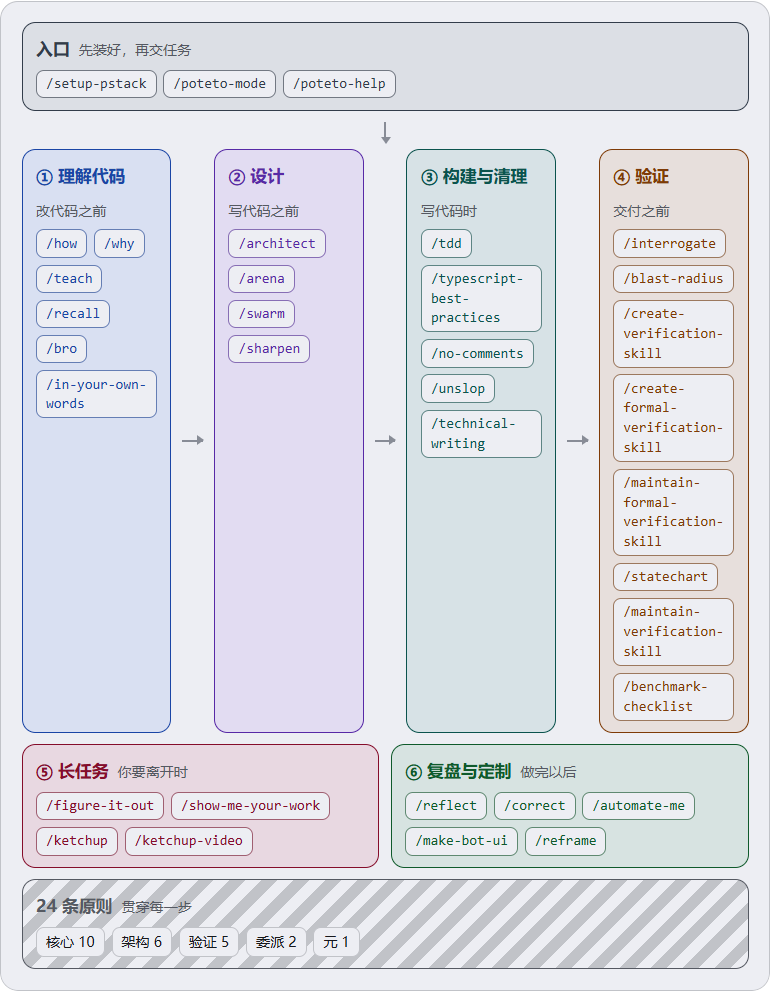 入口 先装好，再交任务
/setup-pstack /poteto-mode /poteto-help
① 理解代码
改代码之前
/how /why
/teach
/recall
/bro
/in-your-own-
words
② 设计
写代码之前
/architect
/arena
/swarm
/sharpen
③ 构建与清理
写代码时
/tdd
/typescript-
best-
practices
/no-comments
/unslop
/technical-
writing
④ 验证
交付之前
/interrogate
/blast-radius
/create-
verification-
skill
/create-
formal-
verification-
skill
/maintain-
formal-
verification-
skill
/statechart
/maintain-
verification-
skill
/benchmark-
checklist
⑤ 长任务 你要离开时
/figure-it-out /show-me-your-work
/ketchup /ketchup-video
⑥ 复盘与定制 做完以后
/reflect /correct /automate-me
/make-bot-ui /reframe
24 条原则 贯穿每一步
核心 10 架构 6 验证 5 委派 2 元 1